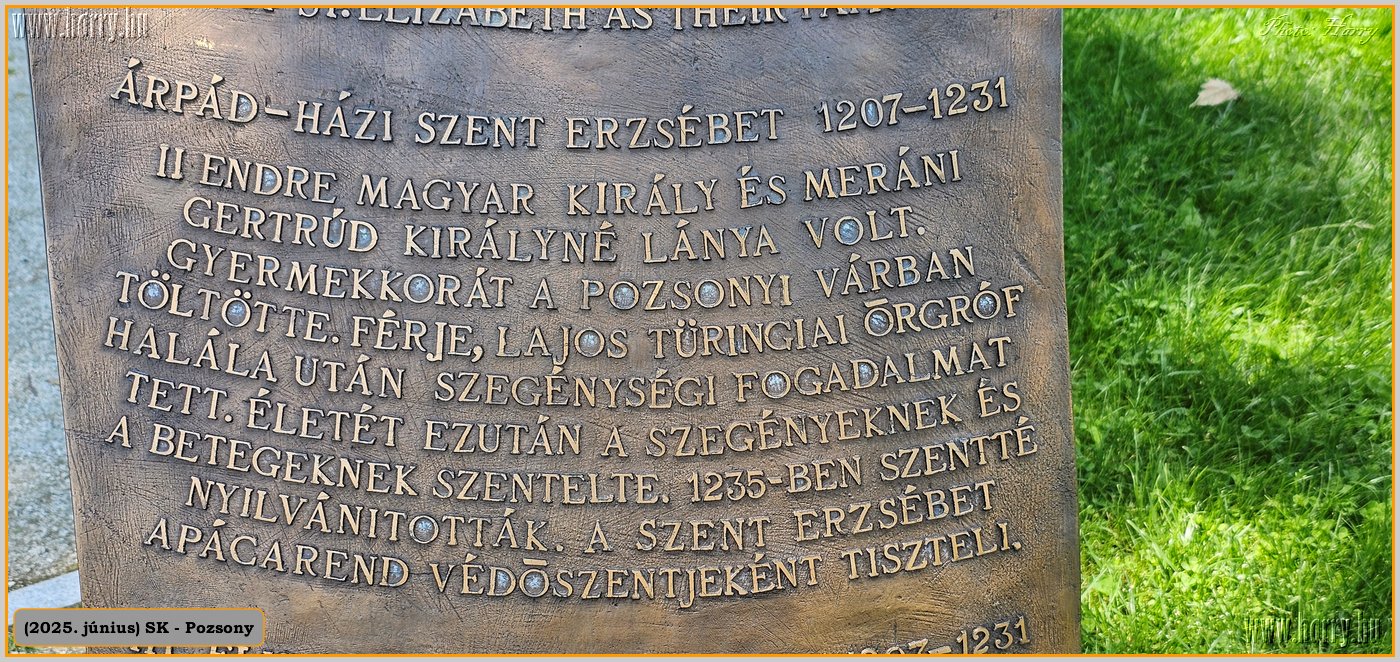 www.harry.hu
Photo: Harry
ST. ELIZABETH AS THEIR
ÁRPÁD-HÁZI SZENT ERZSÉBET 1207-1231
II ENDRE MAGYAR KIRÁLY ÉS MERÁNI
GERTRÚD KIRÁLYNÉ LÁNYA VOLT.
GYERMEKKORÁT A POZSONYI VÁRBAN
TÖLTÖTTE. FÉRJE, LAJOS TÜRINGIAI ŌRGRÓF
HALÁLA UTÁN SZEGÉNYSÉGI FOGADALMAT
TETT. ÉLETÉT EZUTÁN A SZEGÉNYEKNEK ÉS
A BETEGEKNEK SZENTELTE. 1235-BEN SZENTTÉ
NYILVÁNITOTTÁK. A SZENT ERZSÉBET
APÁCAREND VÉDŌSZENTJEKÉNT TISZTELI.
1207-1231
(2025. június) SK - Pozsony
www.harry.hu